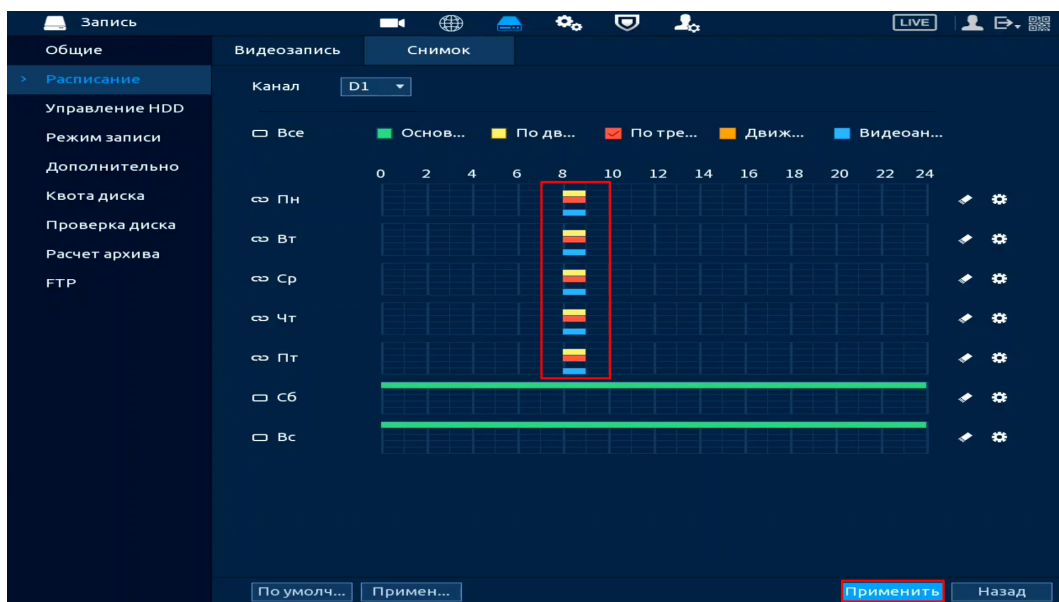 Запись LIVE
Общие
Расписание
Управление HDD
Режим записи
Дополнительно
Квота диска
Проверка диска
Расчет архива
FTP
Видеозапись Снимок
Канал D1
Все Основ... По дв... По тре... Движ... Видеоан...
0 2 4 6 8 10 12 14 16 18 20 22 24
Пн
Вт
Ср
Чт
Пт
Сб
Вс
По умолч... Примен... Применить Назад